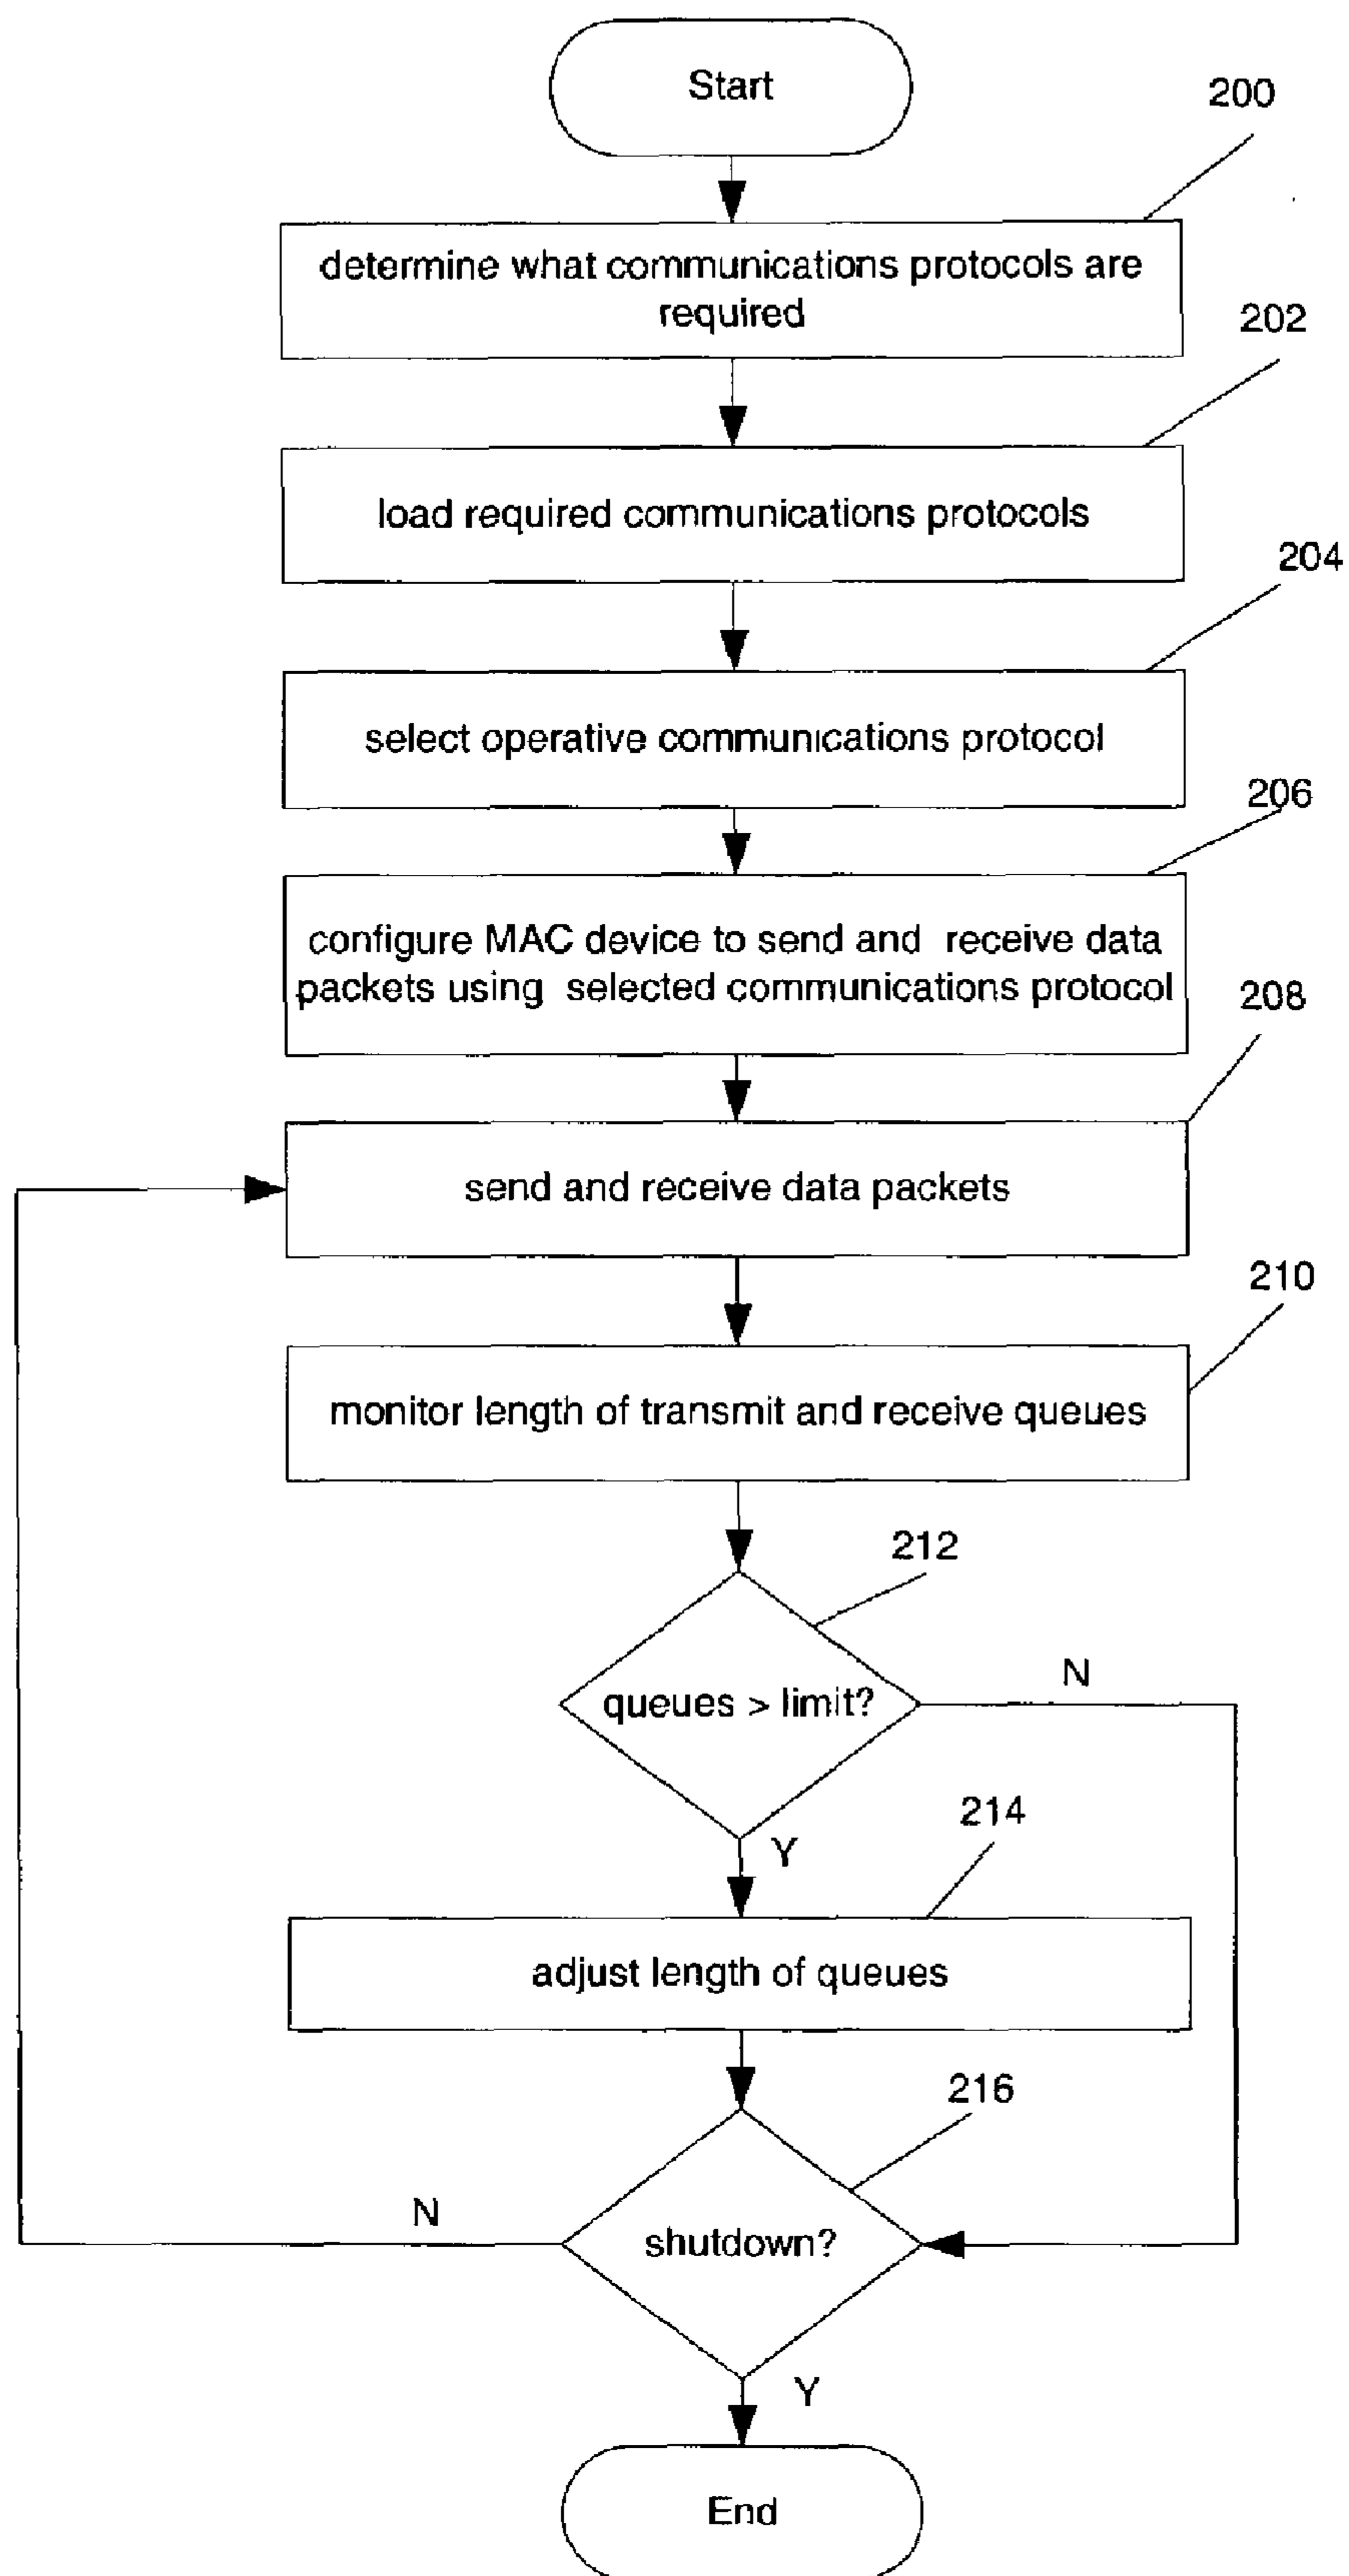 Start
200
determine what communications protocols are
required
202
load required communications protocols
204
select operative communications protocol
206
configure MAC device to send and receive data
packets using selected communications protocol
208
send and receive data packets
210
monitor length of transmit and receive queues
212
queues > limit?
N
Y
214
adjust length of queues
216
shutdown?
N
Y
End